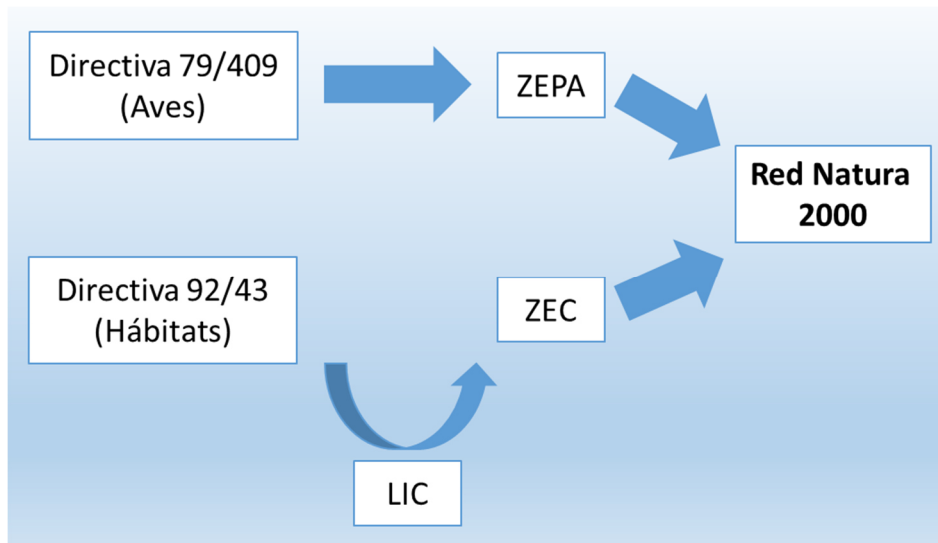 Directiva 79/409
(Aves)
ZEPA
Red Natura
2000
Directiva 92/43
(Hábitats)
ZEC
LIC